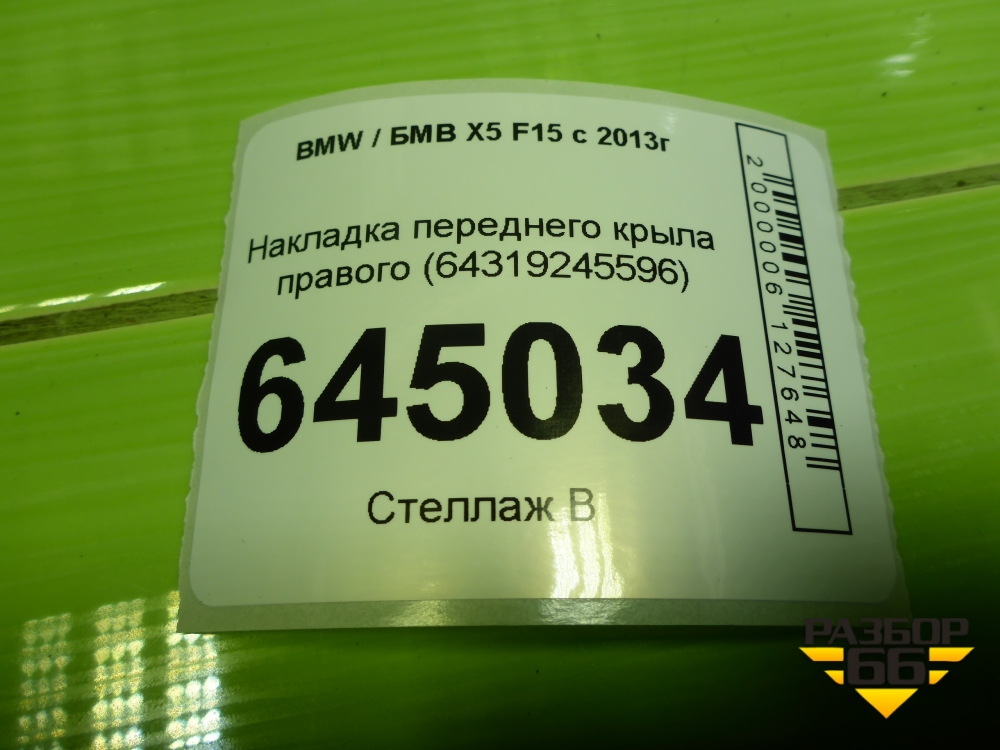 BMW / БМВ X5 F15 с 2013г
Накладка переднего крыла
правого (64319245596)
645034
Стеллаж В
2000006127648
РАЗБОР
66